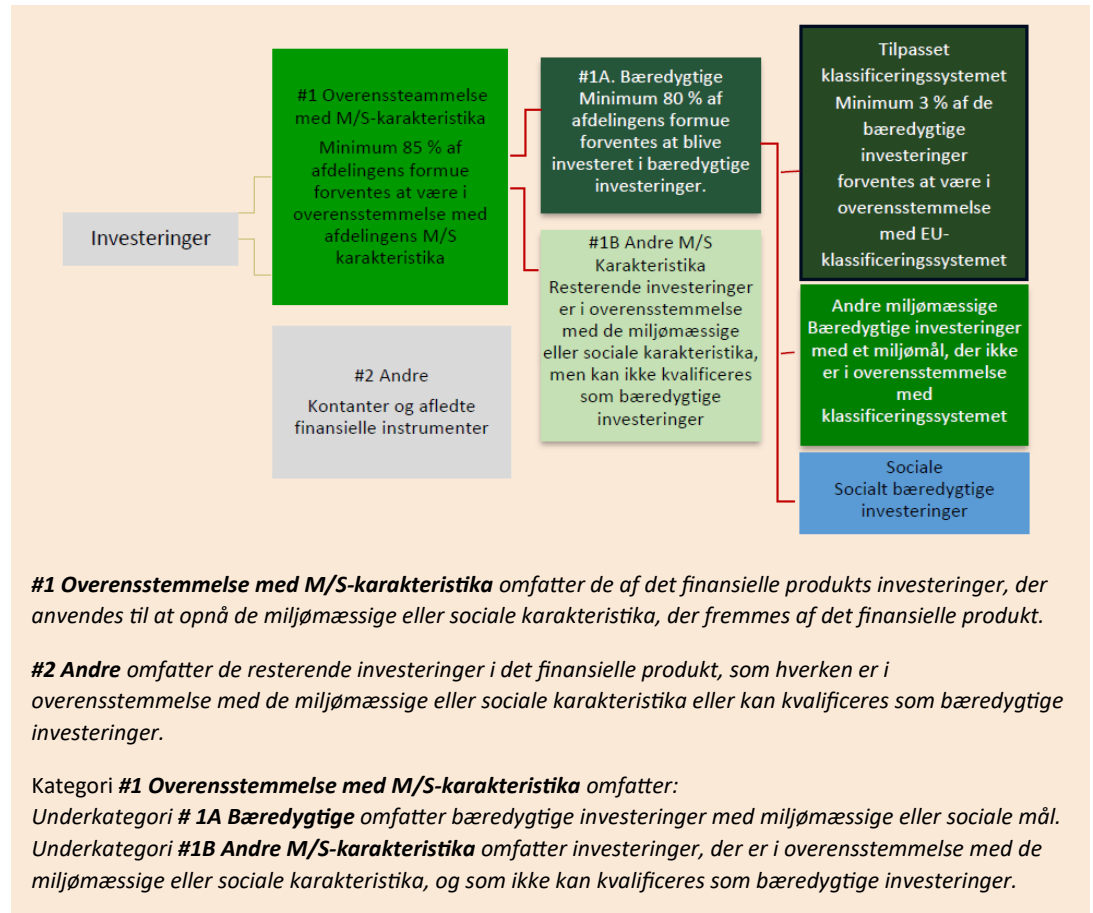 Investeringer
#1 Overenssteammelse
med M/S-karakteristika
Minimum 85 % af
afdelingens formue
forventes at være i
overensstemmelse med
afdelingens M/S
karakteristika
#2 Andre
Kontanter og afledte
finansielle instrumenter
#1A. Bæredygtige
Minimum 80 % af
afdelingens formue
forventes at blive
investeret i bæredygtige
investeringer.
#1B Andre M/S
Karakteristika
Resterende investeringer
er i overensstemmelse
med de miljømæssige
eller sociale karakteristika,
men kan ikke kvalificeres
som bæredygtige
investeringer
Tilpasset
klassificeringssystemet
Minimum 3 % af de
bæredygtige
investeringer
forventes at være i
overensstemmelse
med EU-
klassificeringssystemet
Andre miljømæssige
Bæredygtige investeringer
med et miljømål, der ikke
er i overensstemmelse
med
klassificeringssystemet
Sociale
Socialt bæredygtige
investeringer
#1 Overensstemmelse med M/S-karakteristika omfatter de af det finansielle produkts investeringer, der
anvendes til at opnå de miljømæssige eller sociale karakteristika, der fremmes af det finansielle produkt.
#2 Andre omfatter de resterende investeringer i det finansielle produkt, som hverken er i
overensstemmelse med de miljømæssige eller sociale karakteristika eller kan kvalificeres som bæredygtige
investeringer.
Kategori #1 Overensstemmelse med M/S-karakteristika omfatter:
Underkategori # 1A Bæredygtige omfatter bæredygtige investeringer med miljømæssige eller sociale mål.
Underkategori #1B Andre M/S-karakteristika omfatter investeringer, der er i overensstemmelse med de
miljømæssige eller sociale karakteristika, og som ikke kan kvalificeres som bæredygtige investeringer.